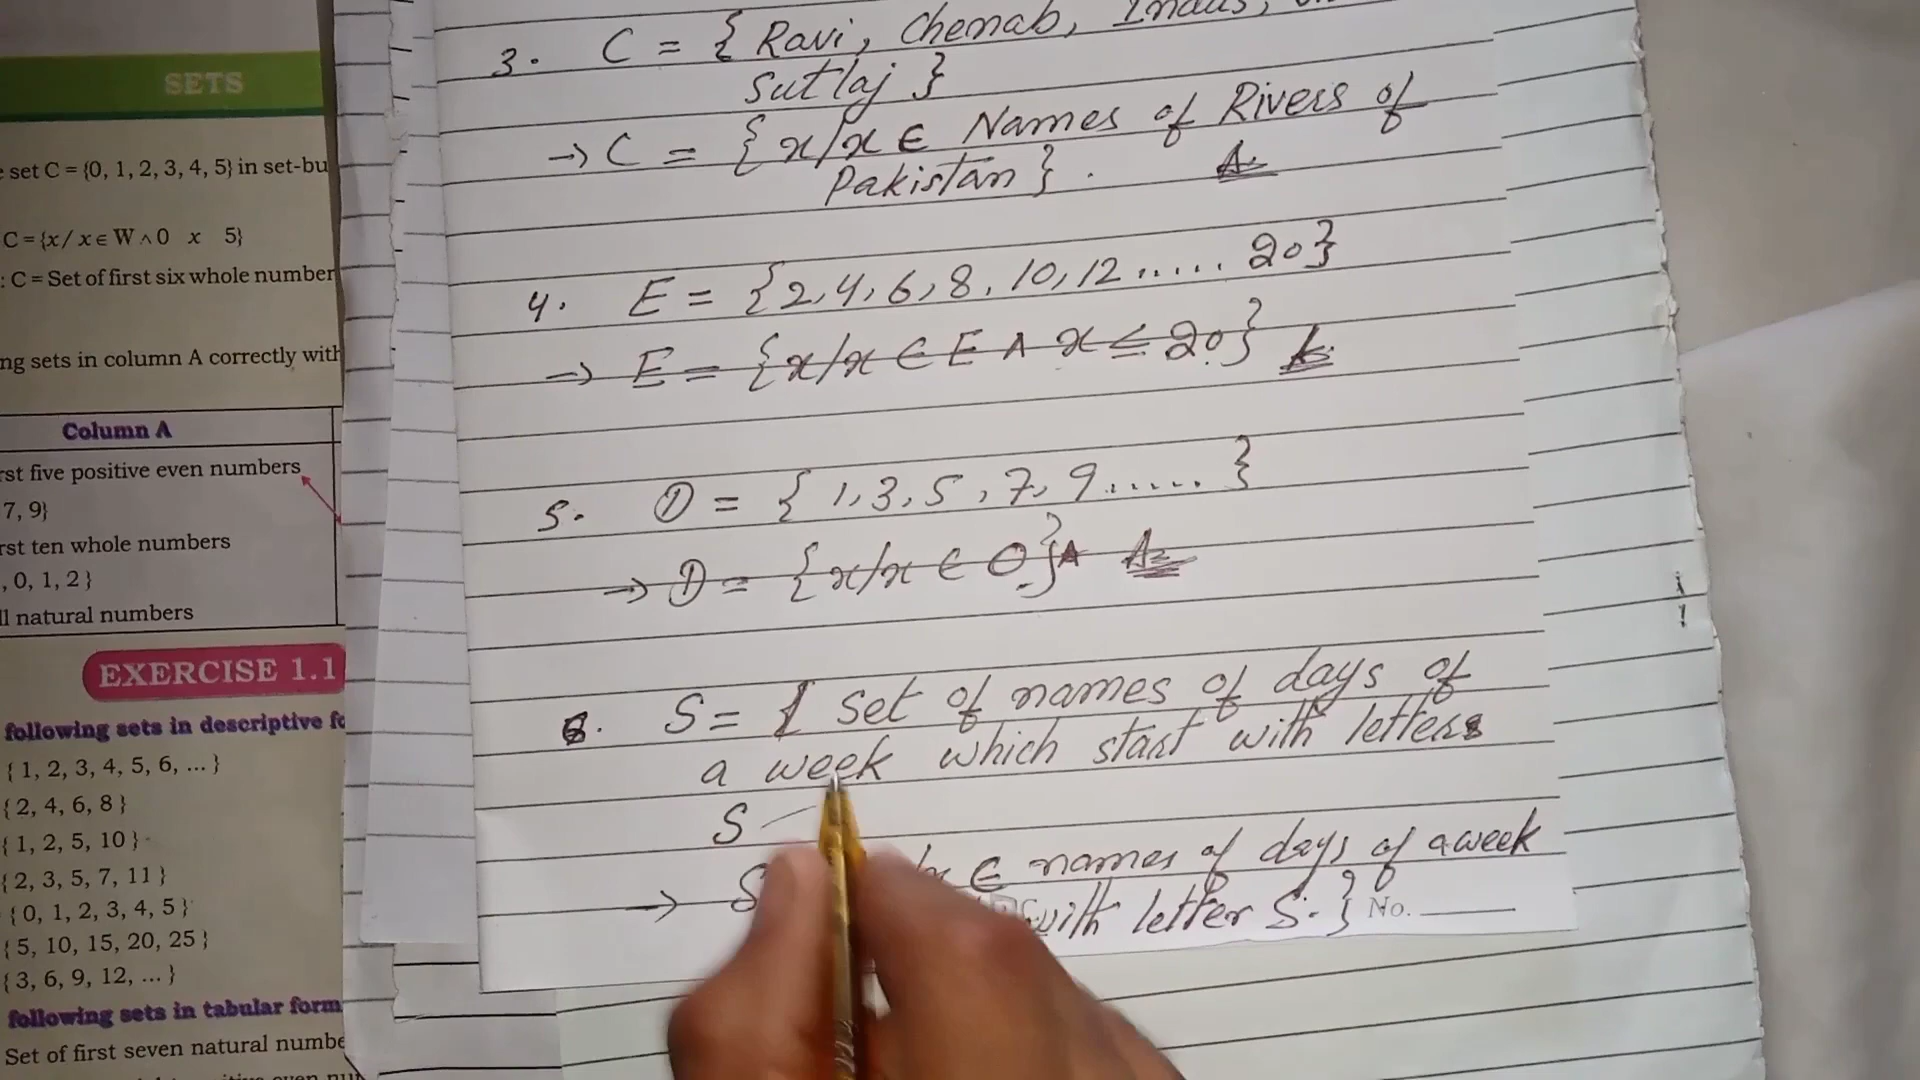 SETS
set C = {0, 1, 2, 3, 4, 5} in set-bu
C = {x/ x ∈ W ∧ 0 x 5}
: C = Set of first six whole number
ng sets in column A correctly with
Column A
rst five positive even numbers
7, 9}
rst ten whole numbers
, 0, 1, 2 }
ll natural numbers
EXERCISE 1.1
following sets in descriptive fo
{ 1, 2, 3, 4, 5, 6, ... }
{ 2, 4, 6, 8 }
{ 1, 2, 5, 10 }
{ 2, 3, 5, 7, 11 }
{ 0, 1, 2, 3, 4, 5 }
{ 5, 10, 15, 20, 25 }
{ 3, 6, 9, 12, ... }
following sets in tabular form
Set of first seven natural numbe
3. C = { Ravi, Chenab, Indus,
Sutlaj }
→ C = { x/x ∈ Names of Rivers of
Pakistan } .
4. E = { 2, 4, 6, 8, 10, 12 ..... 20 }
→ E = { x/x ∈ E ∧ x ≤ 20 }
5. D = { 1, 3, 5, 7, 9 ..... }
→ D = { x/x ∈ O }
6. S = { set of names of days of
a week which start with letters
S
→ S ∈ names of days of a week
with letter S. } No.